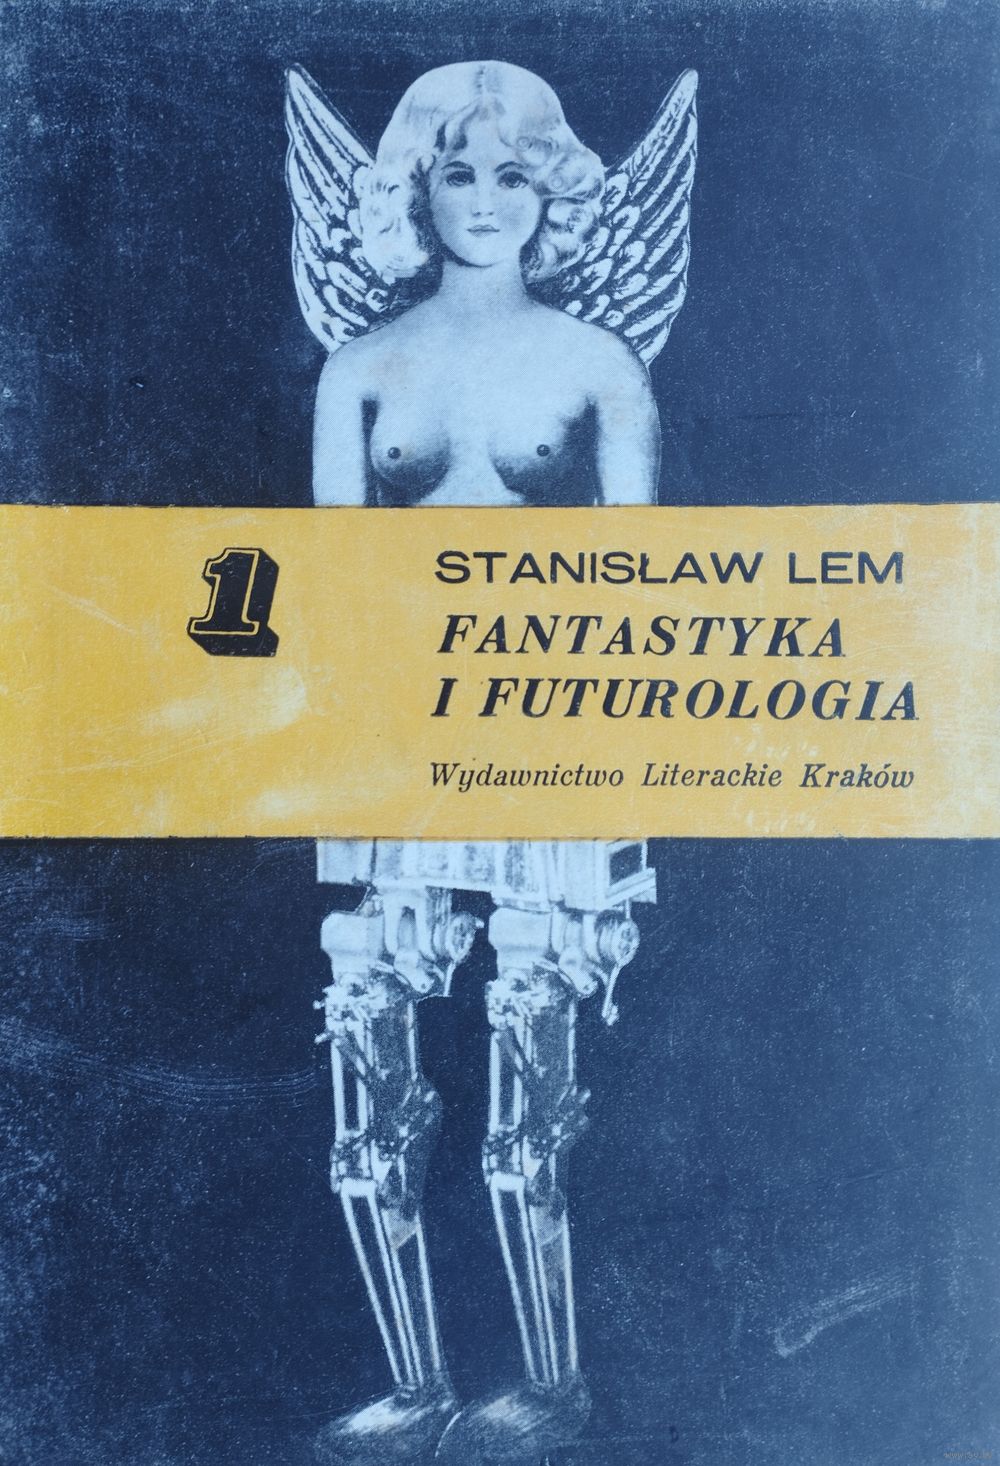 1
STANISŁAW LEM
FANTASTYKA
I FUTUROLOGIA
Wydawnictwo Literackie Kraków